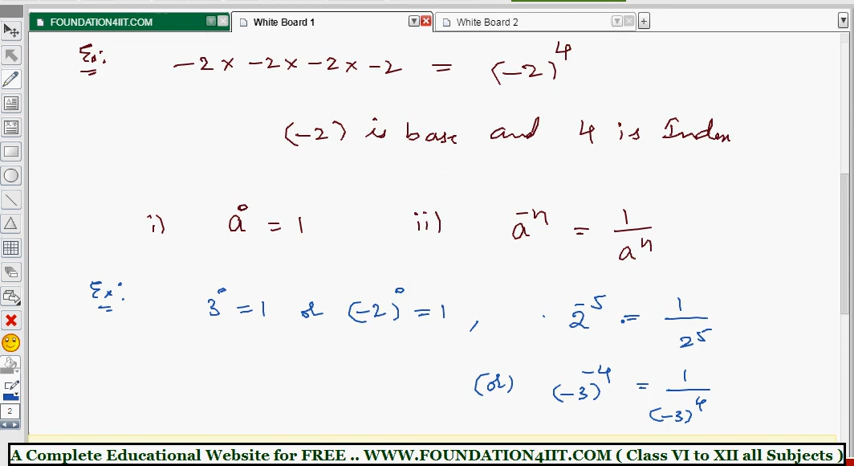 FOUNDATION4IIT.COM White Board 1 White Board 2
Ex:
-2 × -2 × -2 × -2 = (-2)⁴
(-2) is base and 4 is Index
i) a⁰ = 1 ii) a⁻ⁿ = 1/aⁿ
Ex: 3⁰ = 1 or (-2)⁰ = 1, 2⁻⁵ = 1/2⁵
(or) (-3)⁻⁴ = 1/(-3)⁴
2
A Complete Educational Website for FREE .. WWW.FOUNDATION4IIT.COM ( Class VI to XII all Subjects )